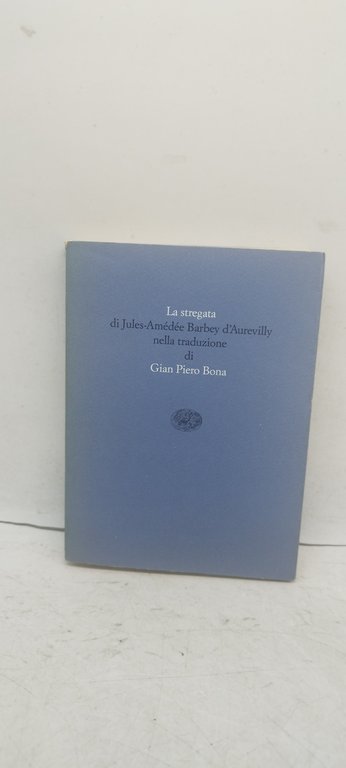 La stregata
di Jules-Amédée Barbey d'Aurevilly
nella traduzione
di
Gian Piero Bona